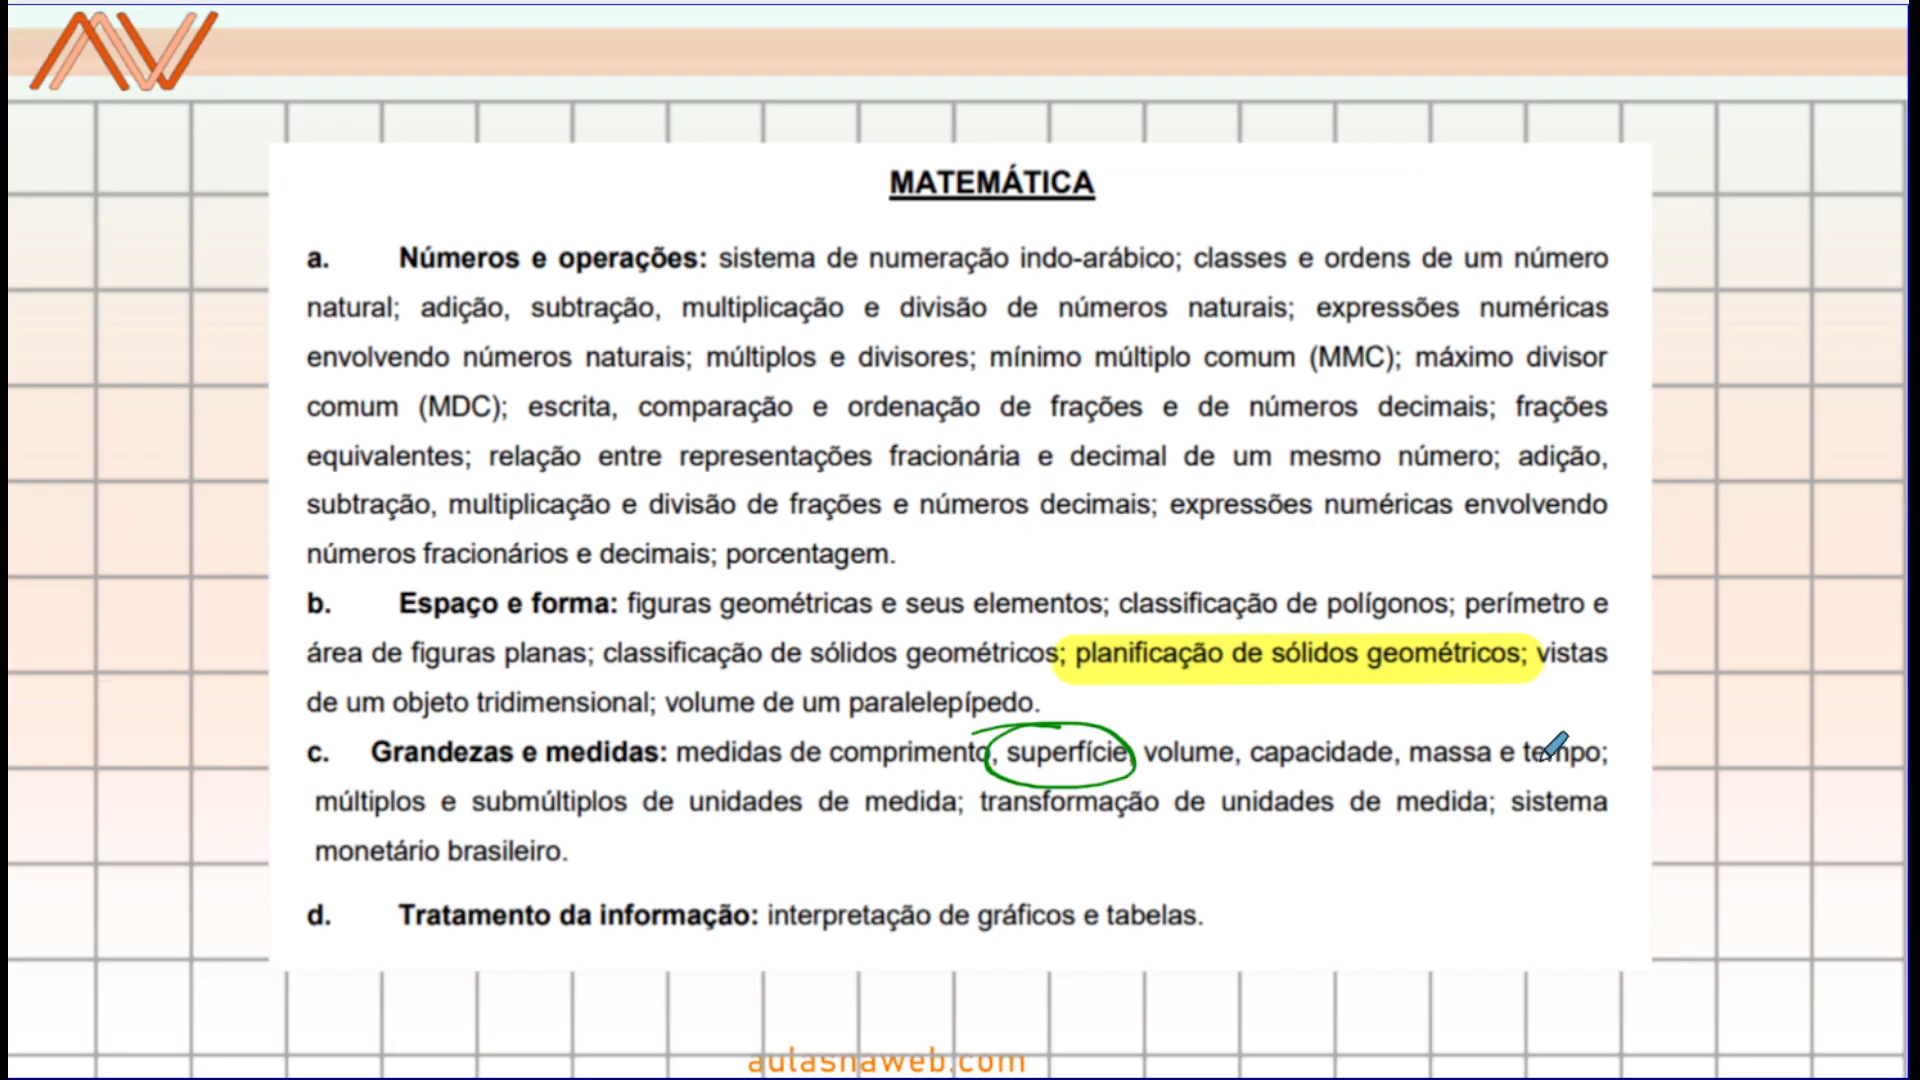 MATEMÁTICA
a. Números e operações: sistema de numeração indo-arábico; classes e ordens de um número
natural; adição, subtração, multiplicação e divisão de números naturais; expressões numéricas
envolvendo números naturais; múltiplos e divisores; mínimo múltiplo comum (MMC); máximo divisor
comum (MDC); escrita, comparação e ordenação de frações e de números decimais; frações
equivalentes; relação entre representações fracionária e decimal de um mesmo número; adição,
subtração, multiplicação e divisão de frações e números decimais; expressões numéricas envolvendo
números fracionários e decimais; porcentagem.
b. Espaço e forma: figuras geométricas e seus elementos; classificação de polígonos; perímetro e
área de figuras planas; classificação de sólidos geométricos; planificação de sólidos geométricos; vistas
de um objeto tridimensional; volume de um paralelepípedo.
c. Grandezas e medidas: medidas de comprimento, superfície, volume, capacidade, massa e tempo;
múltiplos e submúltiplos de unidades de medida; transformação de unidades de medida; sistema
monetário brasileiro.
d. Tratamento da informação: interpretação de gráficos e tabelas.
aulasnaweb.com